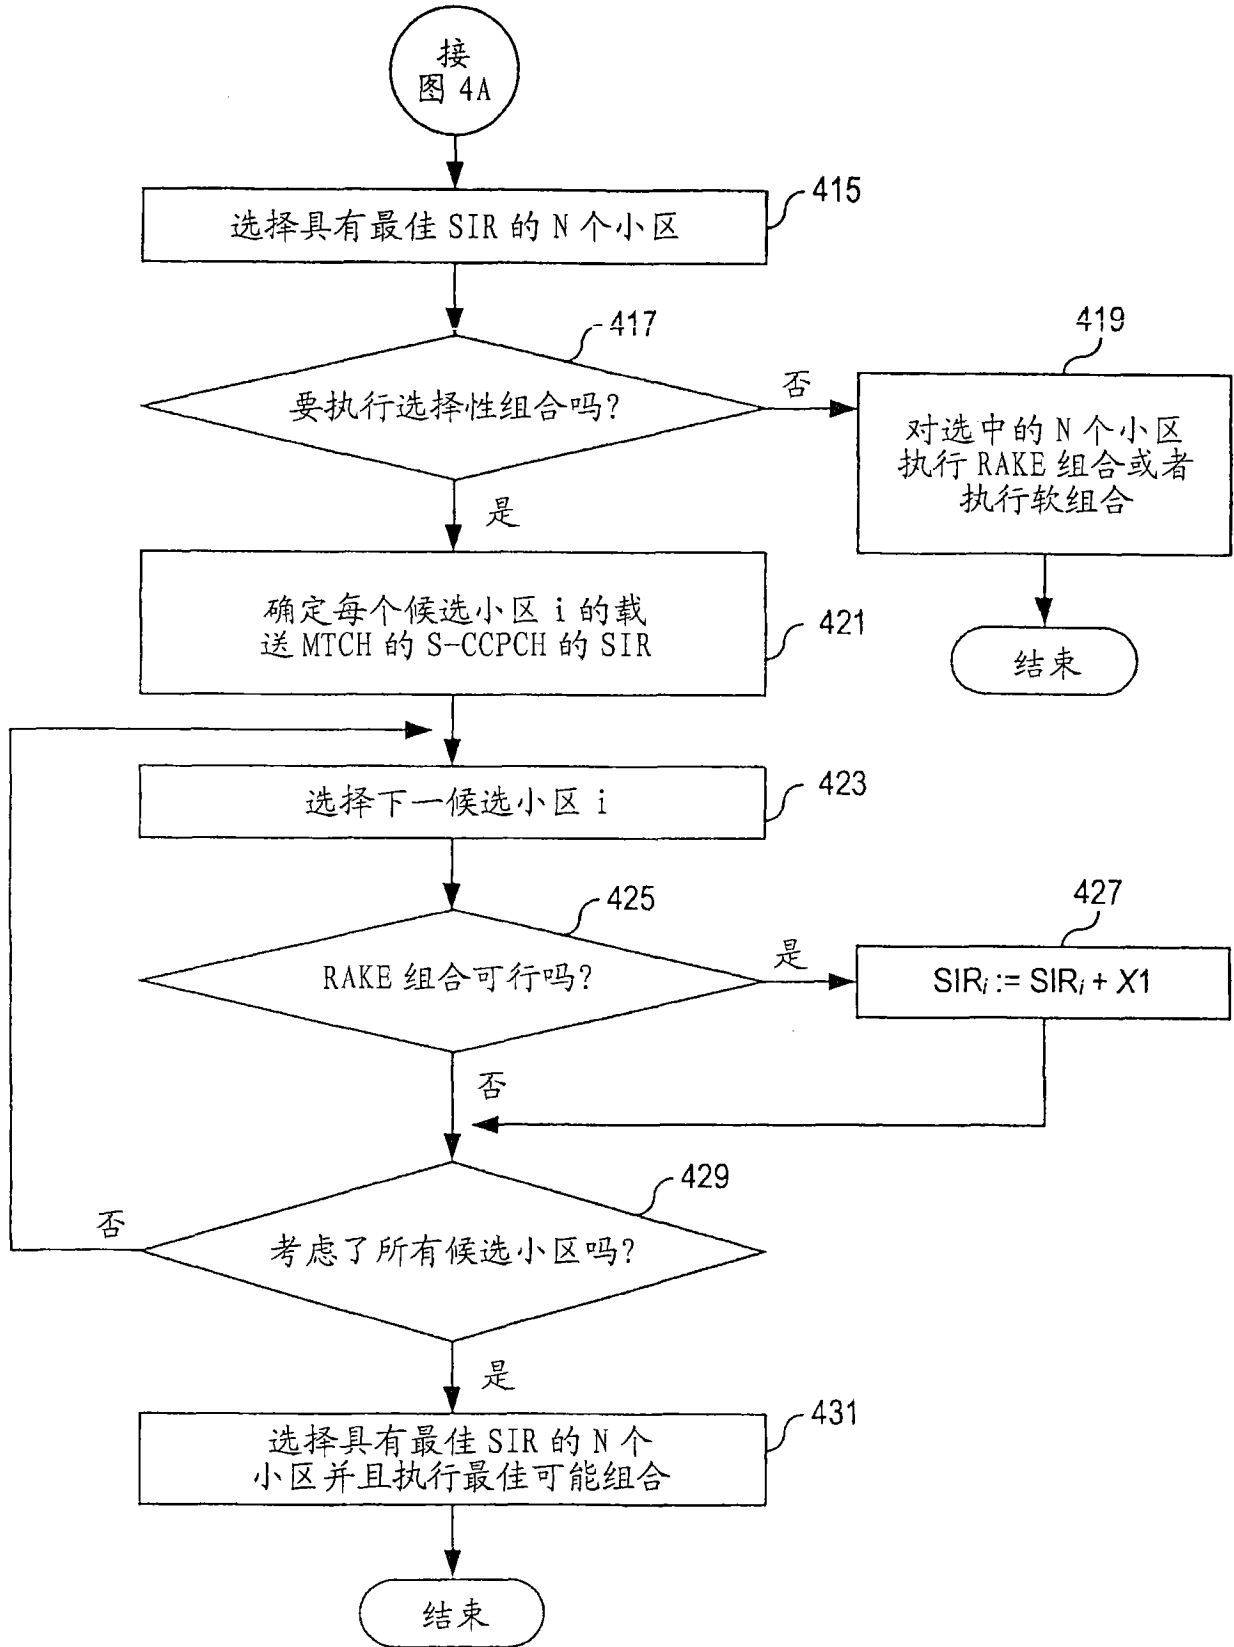 接
图 4A
415
选择具有最佳 SIR 的 N 个小区
417
要执行选择性组合吗?
否
419
对选中的 N 个小区
执行 RAKE 组合或者
执行软组合
结束
是
确定每个候选小区 i 的载
送 MTCH 的 S-CCPCH 的 SIR
421
选择下一候选小区 i
423
425
RAKE 组合可行吗?
是
427
SIRi := SIRi + X1
否
429
考虑了所有候选小区吗?
否
是
431
选择具有最佳 SIR 的 N 个
小区并且执行最佳可能组合
结束